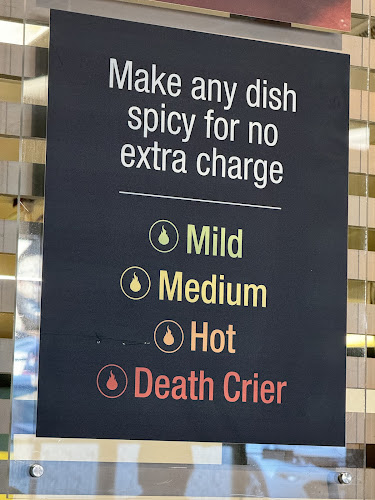 Make any dish
spicy for no
extra charge
Mild
Medium
Hot
Death Crier